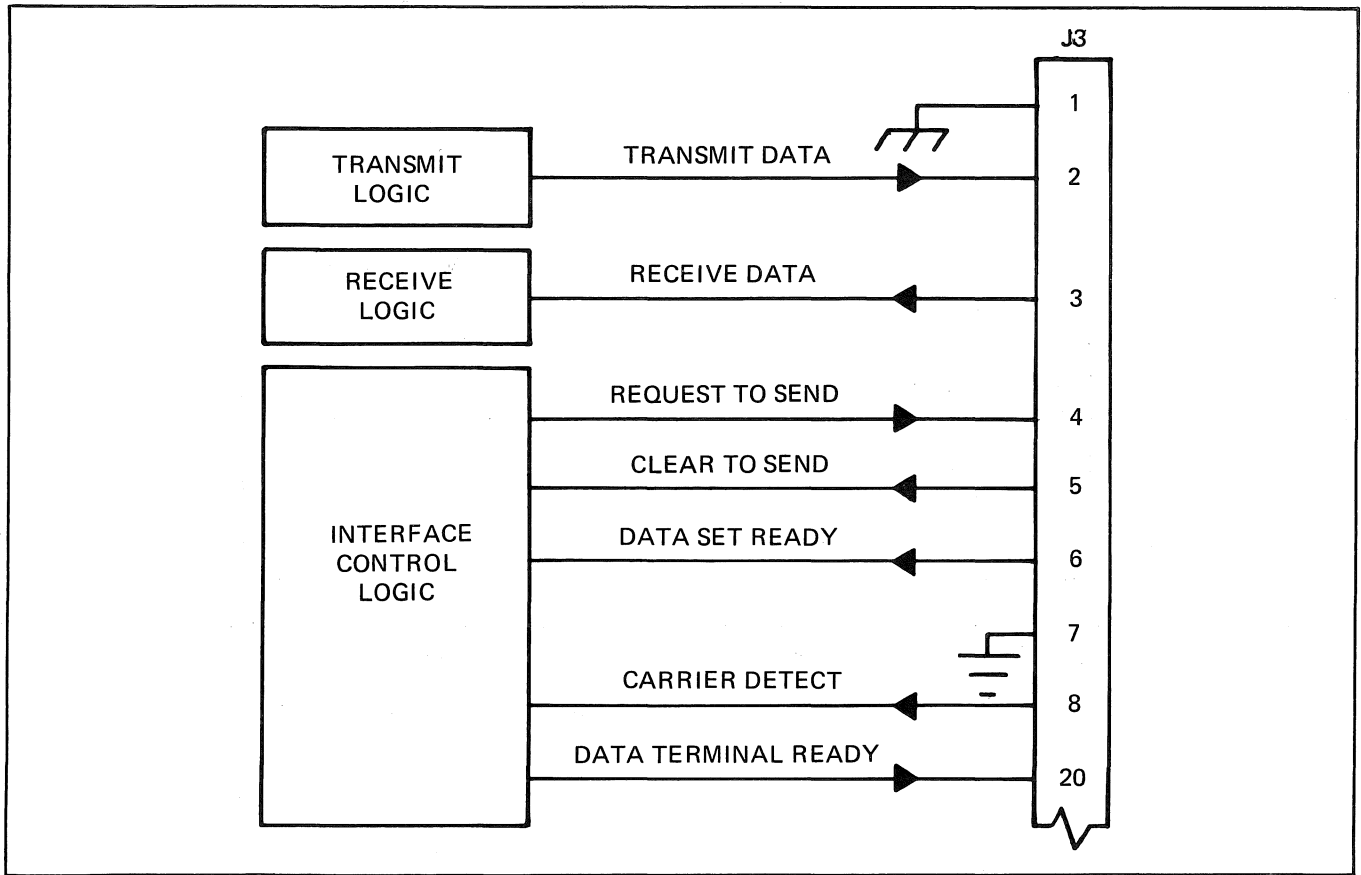 J3
1
TRANSMIT
LOGIC
TRANSMIT DATA
2
RECEIVE
LOGIC
RECEIVE DATA
3
REQUEST TO SEND
4
CLEAR TO SEND
5
INTERFACE
CONTROL
LOGIC
DATA SET READY
6
7
CARRIER DETECT
8
DATA TERMINAL READY
20